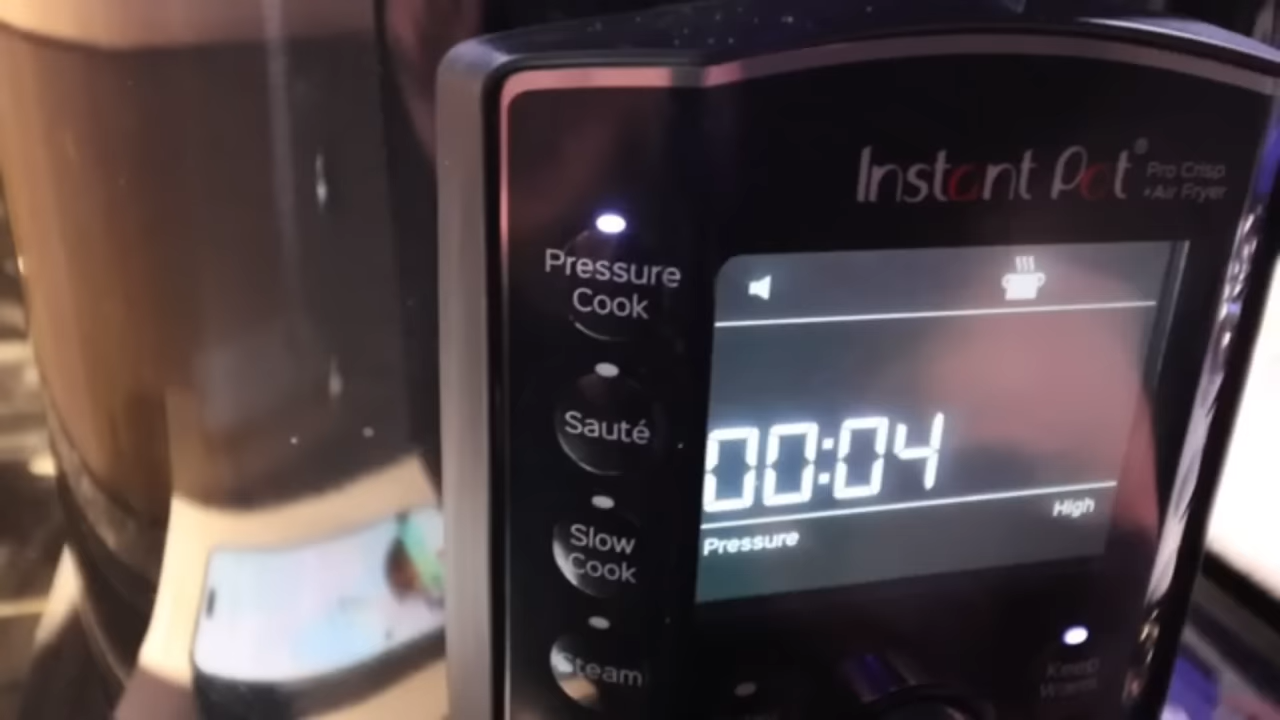 Instant Pot®
Pro Crisp
+Air Fryer
Pressure
Cook
Sauté
Slow
Cook
Steam
00:04
High
Pressure
Keep
Warm